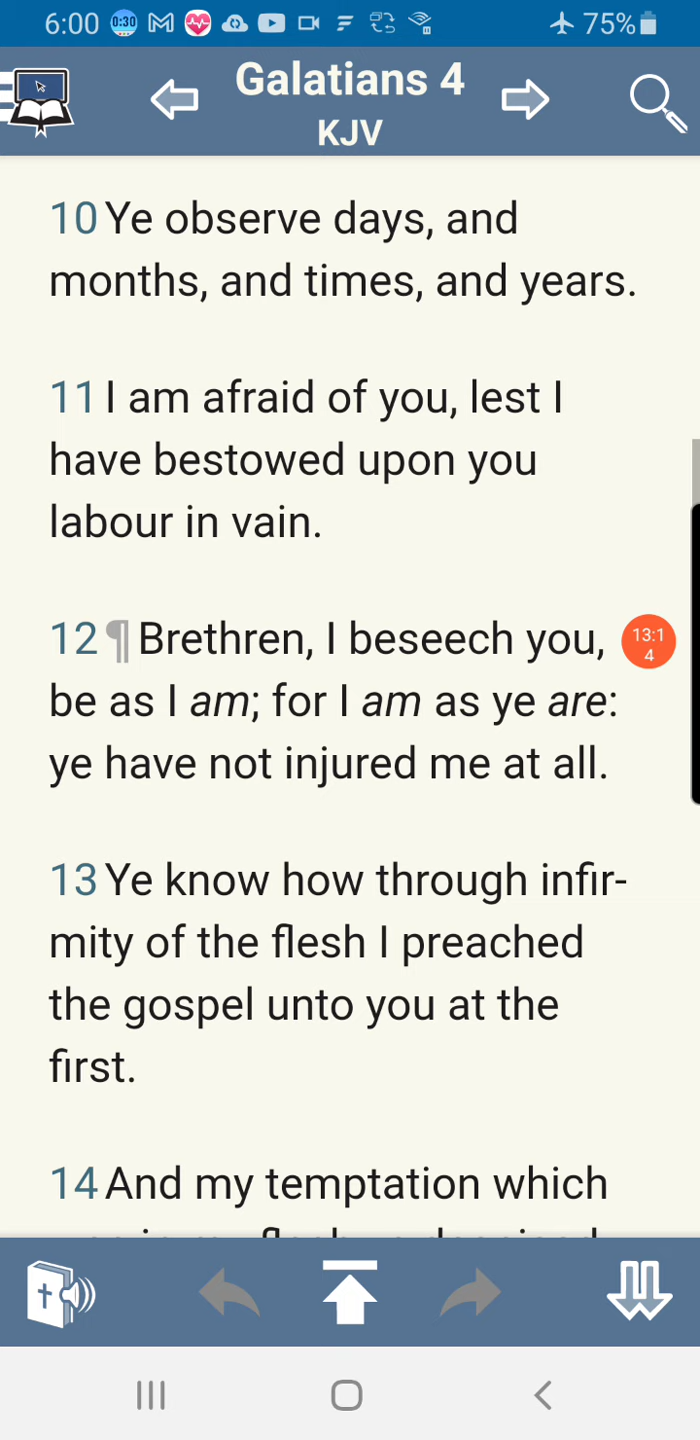 6:00 0:30 75%
Galatians 4
KJV
10 Ye observe days, and
months, and times, and years.
11 I am afraid of you, lest I
have bestowed upon you
labour in vain.
12 ¶ Brethren, I beseech you,
13:1
4
be as I am; for I am as ye are:
ye have not injured me at all.
13 Ye know how through infir-
mity of the flesh I preached
the gospel unto you at the
first.
14 And my temptation which